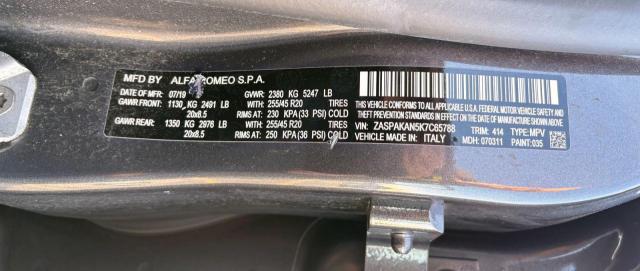 MFD BY ALFA ROMEO S.P.A.
07/19 GVWR: 2380 KG 5247 LB
GAWR FRONT: 1130 KG 2491 LB WITH 255/45 R20 TIRES
20x8.5 RIMS AT 230 KPA (33 PSI) COLD
GAWR REAR: 1350 KG 2976 LB WITH 255/45 R20 TIRES
20x8.5 RIMS AT 250 KPA (36 PSI) COLD
THIS VEHICLE CONFORMS TO ALL APPLICABLE U.S.A. FEDERAL MOTOR
VEHICLE SAFETY, BUMPER, AND THEFT PREVENTION STANDARDS IN EFFECT
ON THE DATE OF MANUFACTURE SHOWN ABOVE.
VIN: ZASPAKAN5K7C65788 TRIM: 414 TYPE: MPV
VEHICLE MADE IN: ITALY MDH: 070311 PAINT: 035